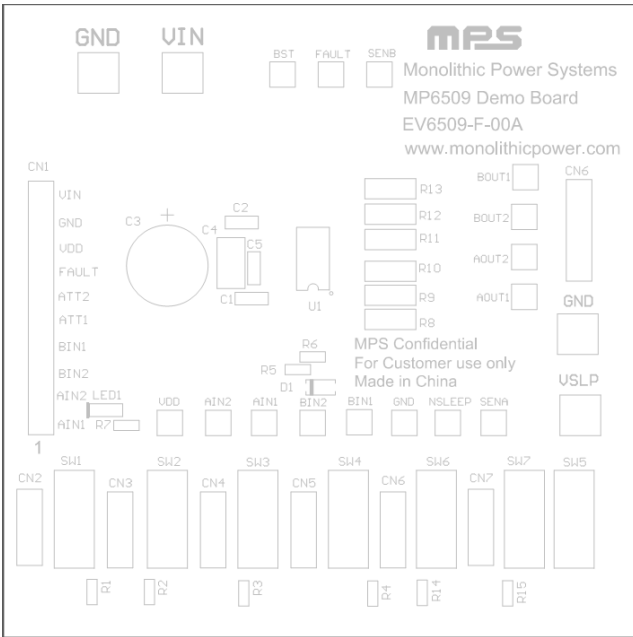 GND VIN
BST FAULT SENB
MPS
Monolithic Power Systems
MP6509 Demo Board
EV6509-F-00A
www.monolithicpower.com
CN1
VIN
GND
VDD
FAULT
ATT2
ATT1
BIN1
BIN2
AIN2
AIN1
1
C3
+
C4
C2
C5
C1
U1
R13
R12
R11
R10
R9
R8
BOUT1
BOUT2
AOUT2
AOUT1
CN6
GND
VSLP
MPS Confidential
For Customer use only
Made in China
R6
R5
D1
LED1
R7
VDD AIN2 AIN1 BIN2 BIN1 GND NSLEEP SENA
CN2 SW1 CN3 SW2 CN4 SW3 CN5 SW4 CN6 SW6 CN7 SW7 SW5
R1 R2 R3 R4 R14 R15